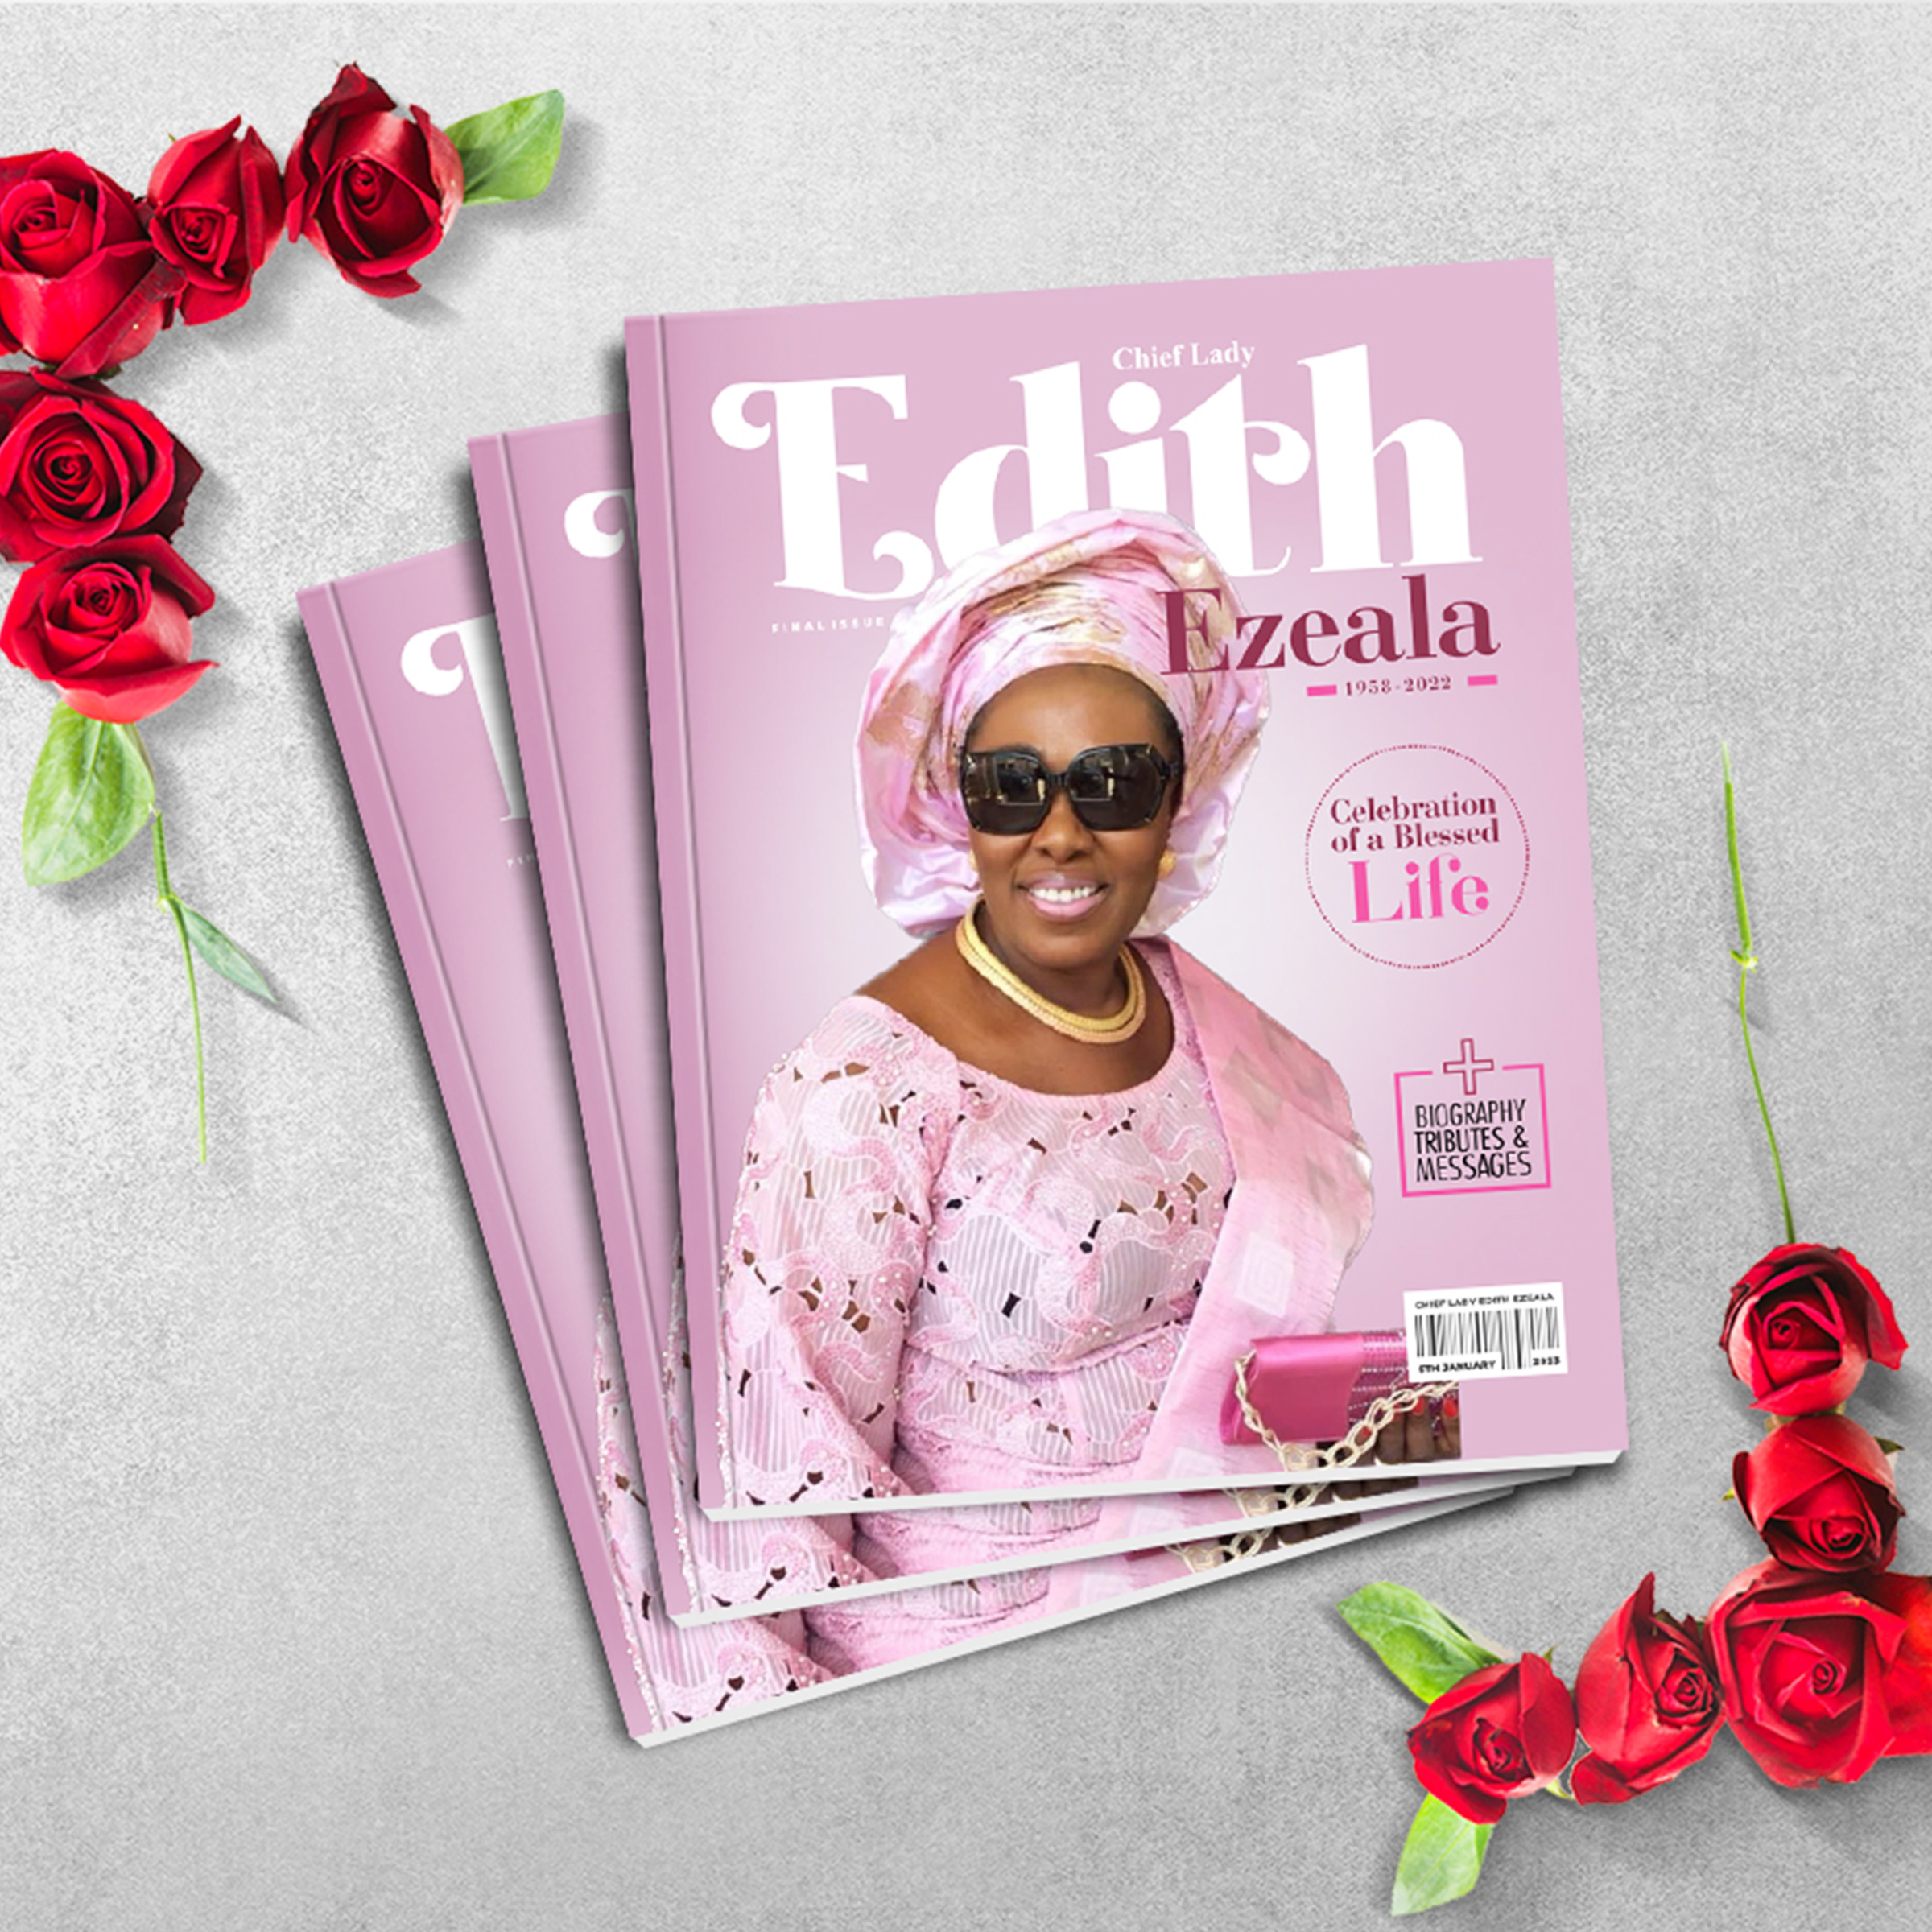 Chief Lady
Edith
FINAL ISSUE
Ezeala
1958-2022
Celebration
of a Blessed
Life
BIOGRAPHY
TRIBUTES &
MESSAGES
CHIEF LADY EDITH EZEALA
5TH JANUARY 2023